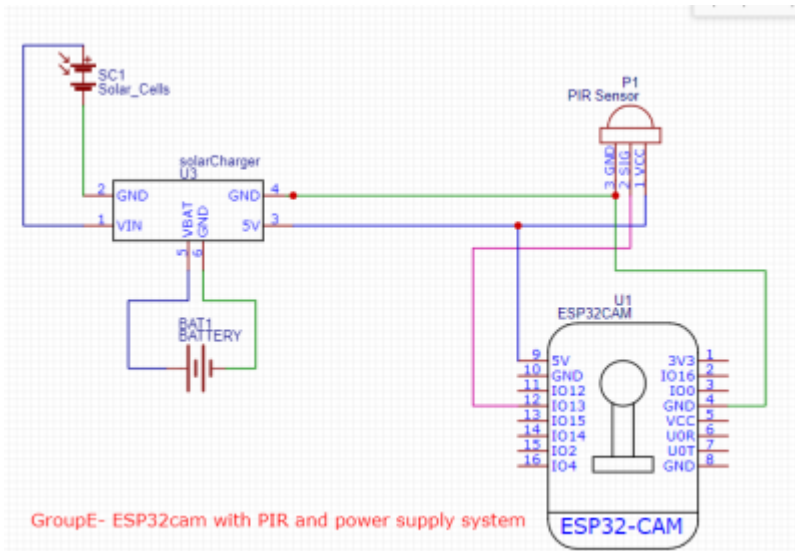 SC1
Solar_Cells
P1
PIR Sensor
3 GND
2 SIG
1 VCC
solarCharger
U3
2 GND
GND 4
1 VIN
5V 3
VBAT 5
GND 6
BAT1
BATTERY
U1
ESP32CAM
9 5V
3V3 1
10 GND
IO16 2
11 IO12
IO0 3
12 IO13
GND 4
13 IO15
VCC 5
14 IO14
U0R 6
15 IO2
U0T 7
16 IO4
GND 8
GroupE- ESP32cam with PIR and power supply system
ESP32-CAM